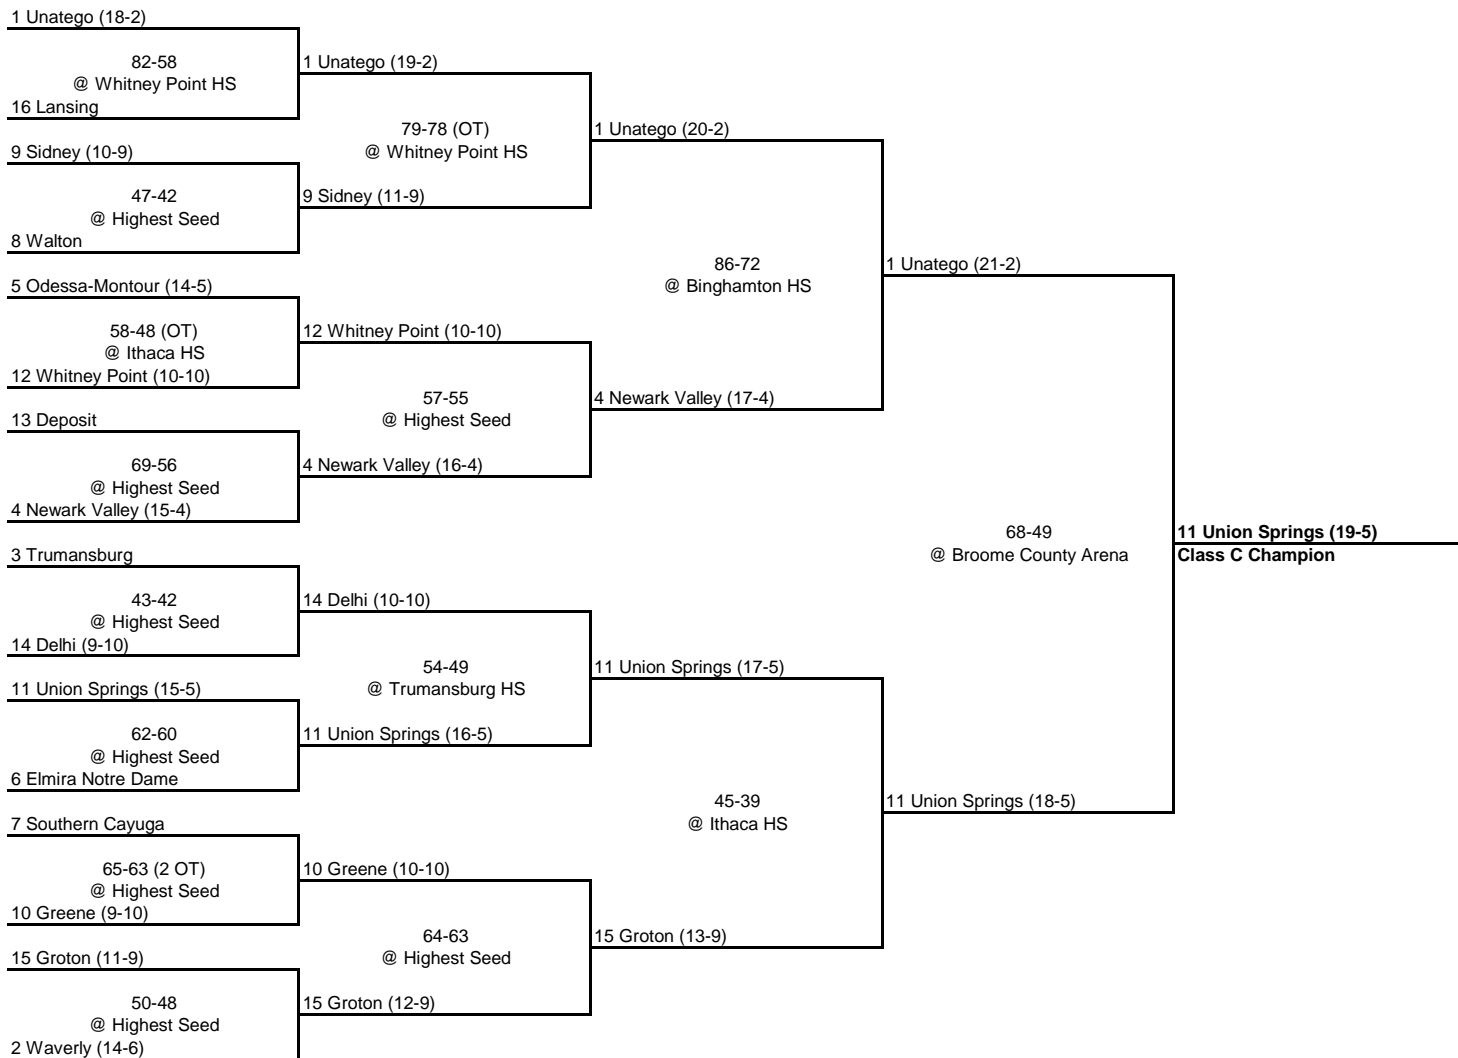 1 Unatego (18-2)
82-58
@ Whitney Point HS
16 Lansing
9 Sidney (10-9)
47-42
@ Highest Seed
8 Walton
5 Odessa-Montour (14-5)
58-48 (OT)
@ Ithaca HS
12 Whitney Point (10-10)
13 Deposit
69-56
@ Highest Seed
4 Newark Valley (15-4)
3 Trumansburg
43-42
@ Highest Seed
14 Delhi (9-10)
11 Union Springs (15-5)
62-60
@ Highest Seed
6 Elmira Notre Dame
7 Southern Cayuga
65-63 (2 OT)
@ Highest Seed
10 Greene (9-10)
15 Groton (11-9)
50-48
@ Highest Seed
2 Waverly (14-6)
1 Unatego (19-2)
79-78 (OT)
@ Whitney Point HS
9 Sidney (11-9)
12 Whitney Point (10-10)
57-55
@ Highest Seed
4 Newark Valley (16-4)
14 Delhi (10-10)
54-49
@ Trumansburg HS
11 Union Springs (16-5)
10 Greene (10-10)
64-63
@ Highest Seed
15 Groton (12-9)
1 Unatego (20-2)
86-72
@ Binghamton HS
4 Newark Valley (17-4)
11 Union Springs (17-5)
45-39
@ Ithaca HS
15 Groton (13-9)
1 Unatego (21-2)
68-49
@ Broome County Arena
11 Union Springs (18-5)
11 Union Springs (19-5)
Class C Champion